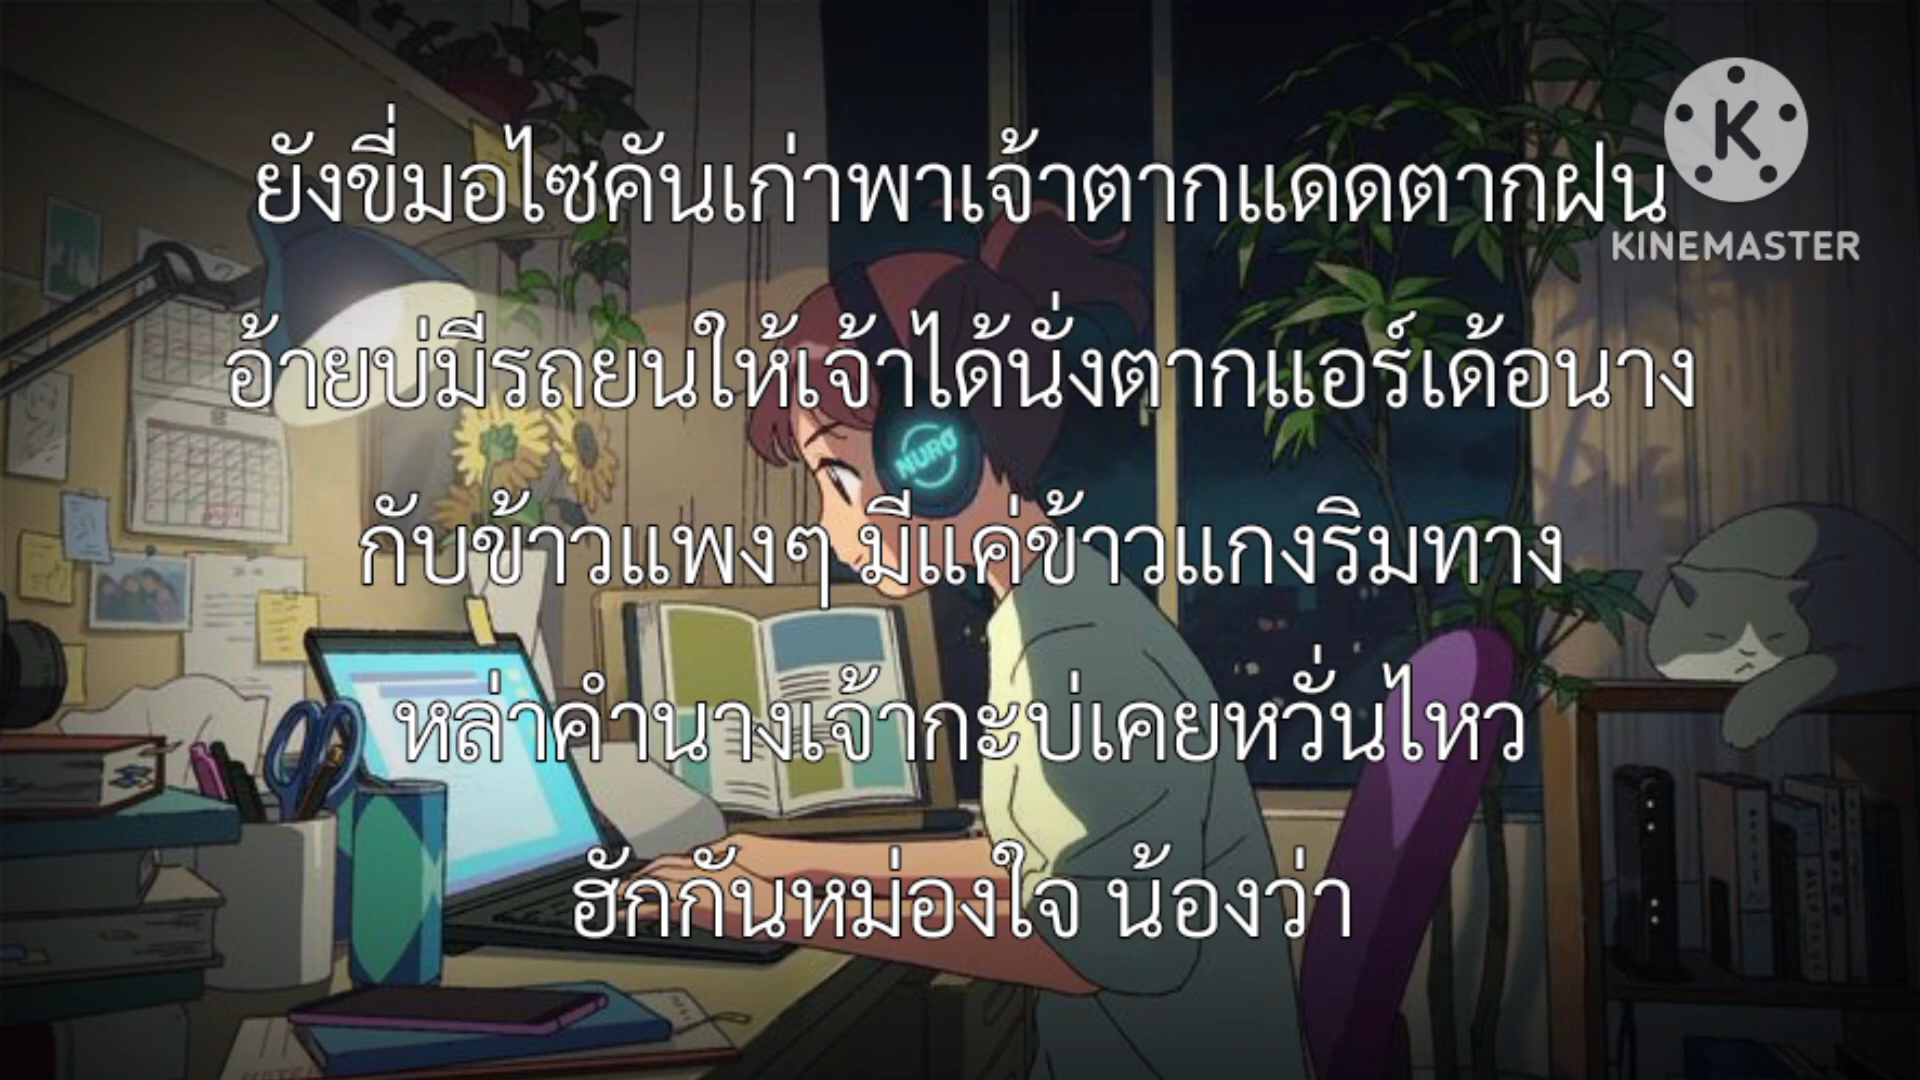 ยังขี่มอไซคันเก่าพาเจ้าตากแดดตากฝน
อ้ายบ่มีรถยนให้เจ้าได้นั่งตากแอร์เด้อนาง
กับข้าวแพงๆ มีแค่ข้าวแกงริมทาง
หล่าคำนางเจ้ากะบ่เคยหวั่นไหว
ฮักกันหม่องใจ น้องว่า
K
KINEMASTER
NURO